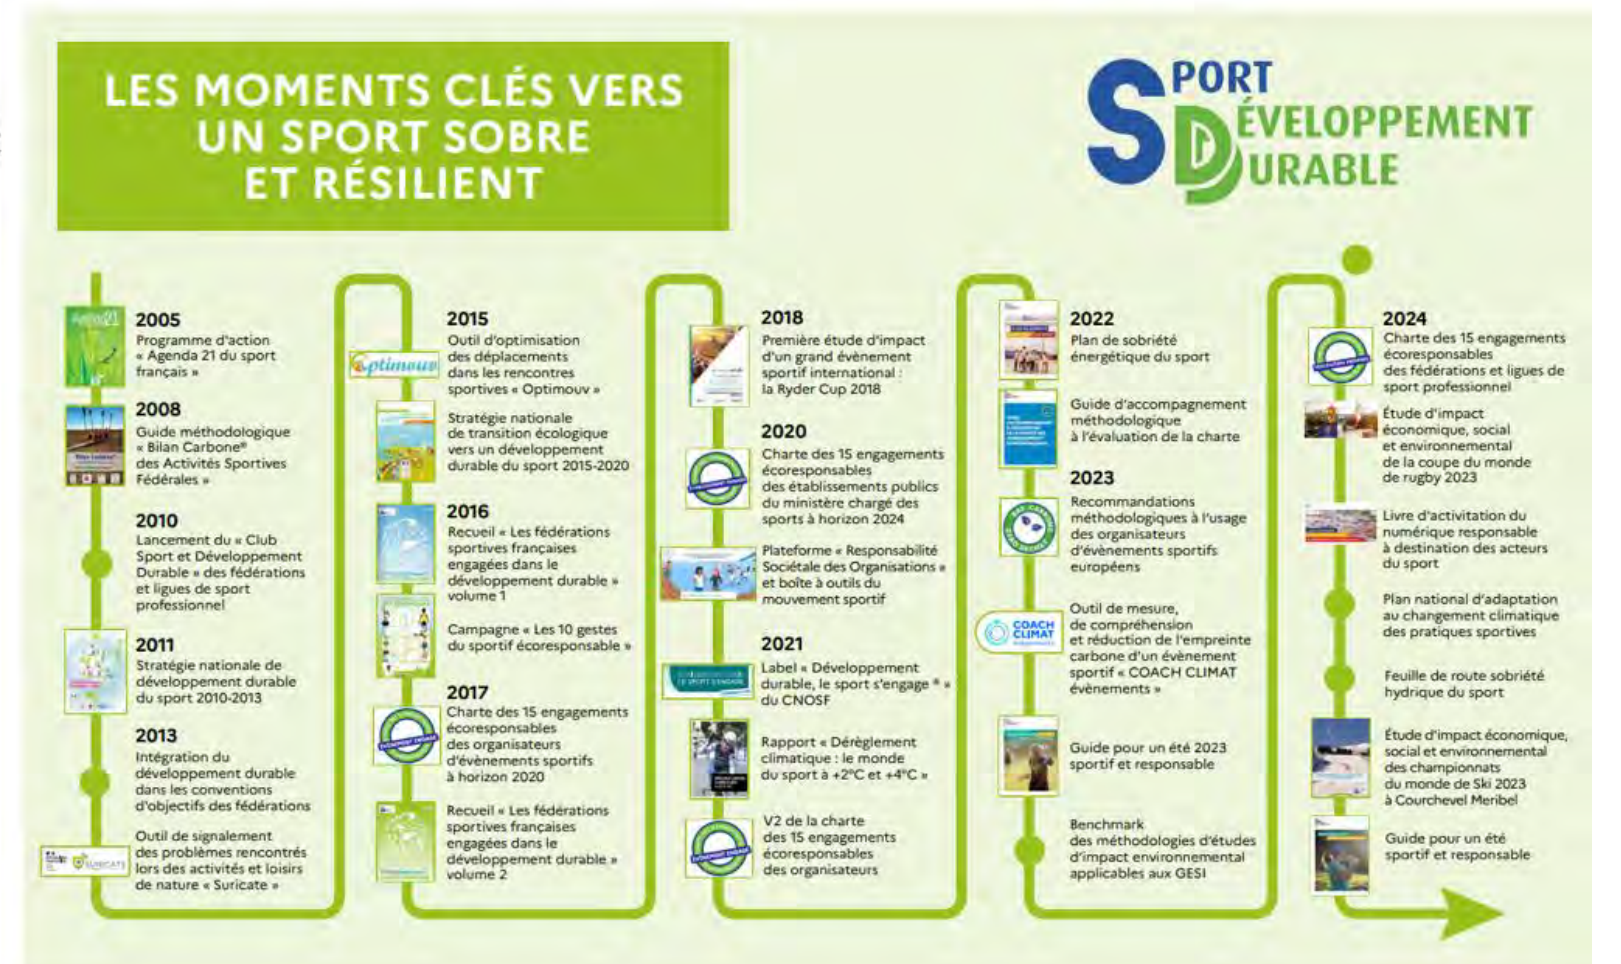 LES MOMENTS CLÉS VERS
UN SPORT SOBRE
ET RÉSILIENT
SPORT
DÉVELOPPEMENT
DURABLE
2005
Programme d'action
« Agenda 21 du sport
français »
2008
Guide méthodologique
« Bilan Carbone®
des Activités Sportives
Fédérales »
2010
Lancement du « Club
Sport et Développement
Durable » des fédérations
et ligues de sport
professionnel
2011
Stratégie nationale de
développement durable
du sport 2010-2013
2013
Intégration du
développement durable
dans les conventions
d'objectifs des fédérations
SURICATE
Outil de signalement
des problèmes rencontrés
lors des activités et loisirs
de nature « Suricate »
2015
Optimouv
Outil d'optimisation
des déplacements
dans les rencontres
sportives « Optimouv »
Stratégie nationale
de transition écologique
vers un développement
durable du sport 2015-2020
2016
Recueil « Les fédérations
sportives françaises
engagées dans le
développement durable »
volume 1
Campagne « Les 10 gestes
du sportif écoresponsable »
2017
Charte des 15 engagements
écoresponsables
des organisateurs
d'évènements sportifs
à horizon 2020
Recueil « Les fédérations
sportives françaises
engagées dans le
développement durable »
volume 2
2018
Première étude d'impact
d'un grand évènement
sportif international :
la Ryder Cup 2018
2020
Charte des 15 engagements
écoresponsables
des établissements publics
du ministère chargé des
sports à horizon 2024
Plateforme « Responsabilité
Sociétale des Organisations »
et boîte à outils du
mouvement sportif
2021
Label « Développement
durable, le sport s'engage ® »
du CNOSF
Rapport « Dérèglement
climatique : le monde
du sport à +2°C et +4°C »
V2 de la charte
des 15 engagements
écoresponsables
des organisateurs
2022
Plan de sobriété
énergétique du sport
Guide d'accompagnement
méthodologique
à l'évaluation de la charte
2023
Recommandations
méthodologiques à l'usage
des organisateurs
d'évènements sportifs
européens
COACH
CLIMAT
Outil de mesure,
de compréhension
et réduction de l'empreinte
carbone d'un évènement
sportif « COACH CLIMAT
évènements »
Guide pour un été 2023
sportif et responsable
Benchmark
des méthodologies d'études
d'impact environnemental
applicables aux GESI
2024
Charte des 15 engagements
écoresponsables
des fédérations et ligues de
sport professionnel
Étude d'impact
économique, social
et environnemental
de la coupe du monde
de rugby 2023
Livre d'activitation du
numérique responsable
à destination des acteurs
du sport
Plan national d'adaptation
au changement climatique
des pratiques sportives
Feuille de route sobriété
hydrique du sport
Étude d'impact économique,
social et environnemental
des championnats
du monde de Ski 2023
à Courchevel Meribel
Guide pour un été
sportif et responsable